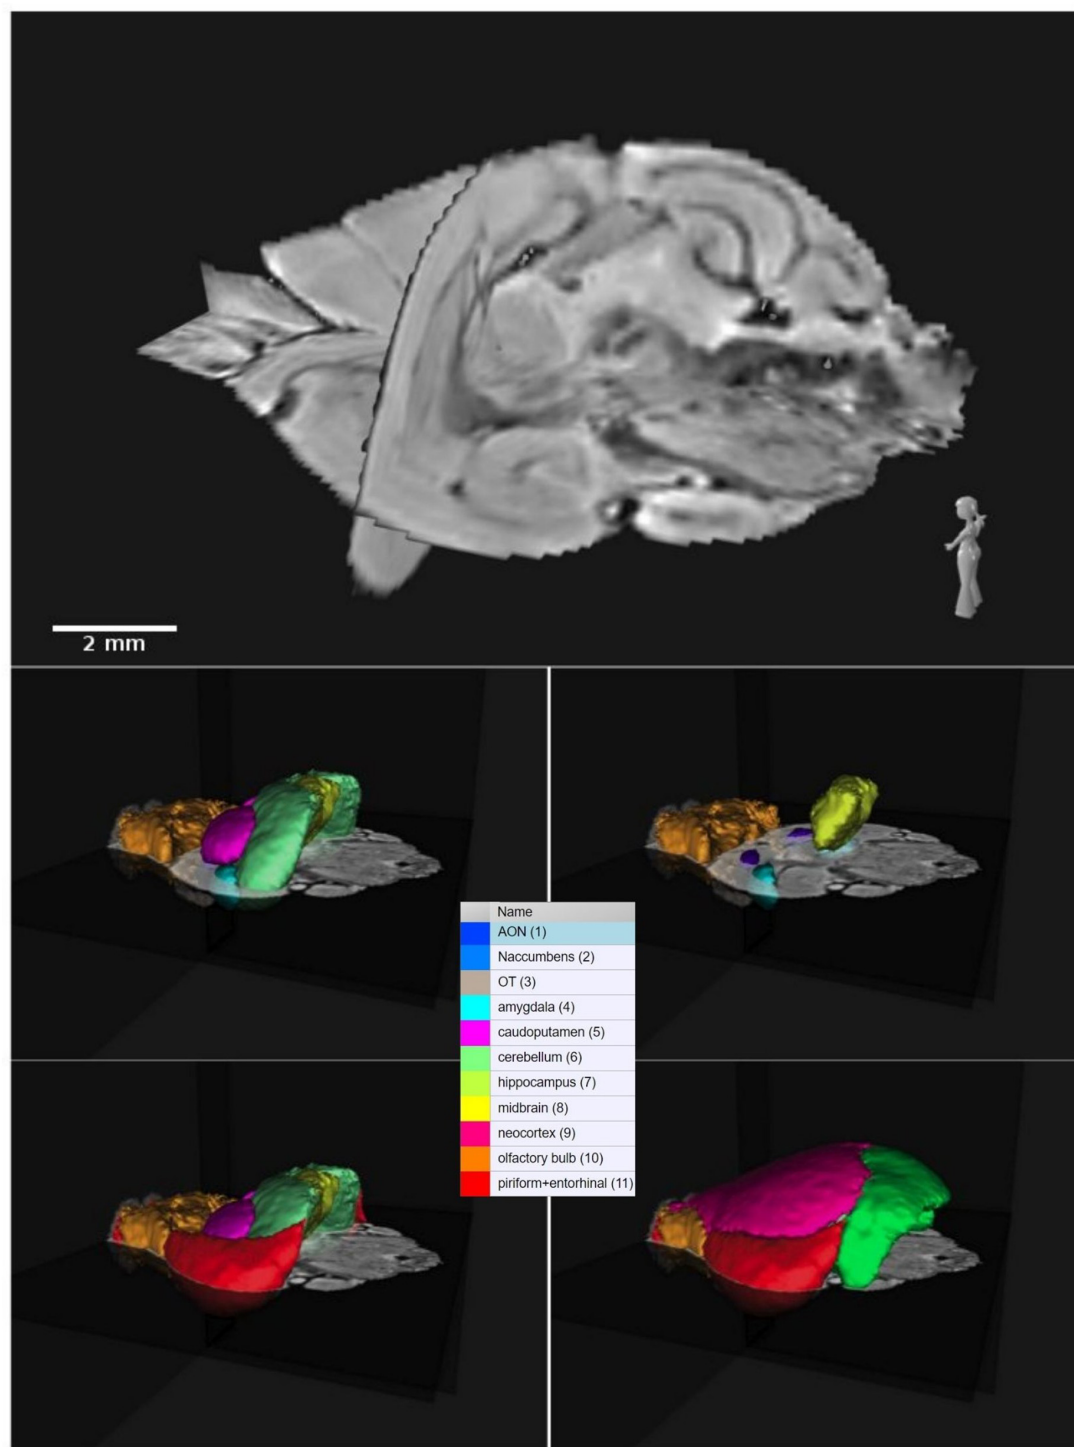 2 mm
Name
AON (1)
Naccumbens (2)
OT (3)
amygdala (4)
caudoputamen (5)
cerebellum (6)
hippocampus (7)
midbrain (8)
neocortex (9)
olfactory bulb (10)
piriform+entorhinal (11)